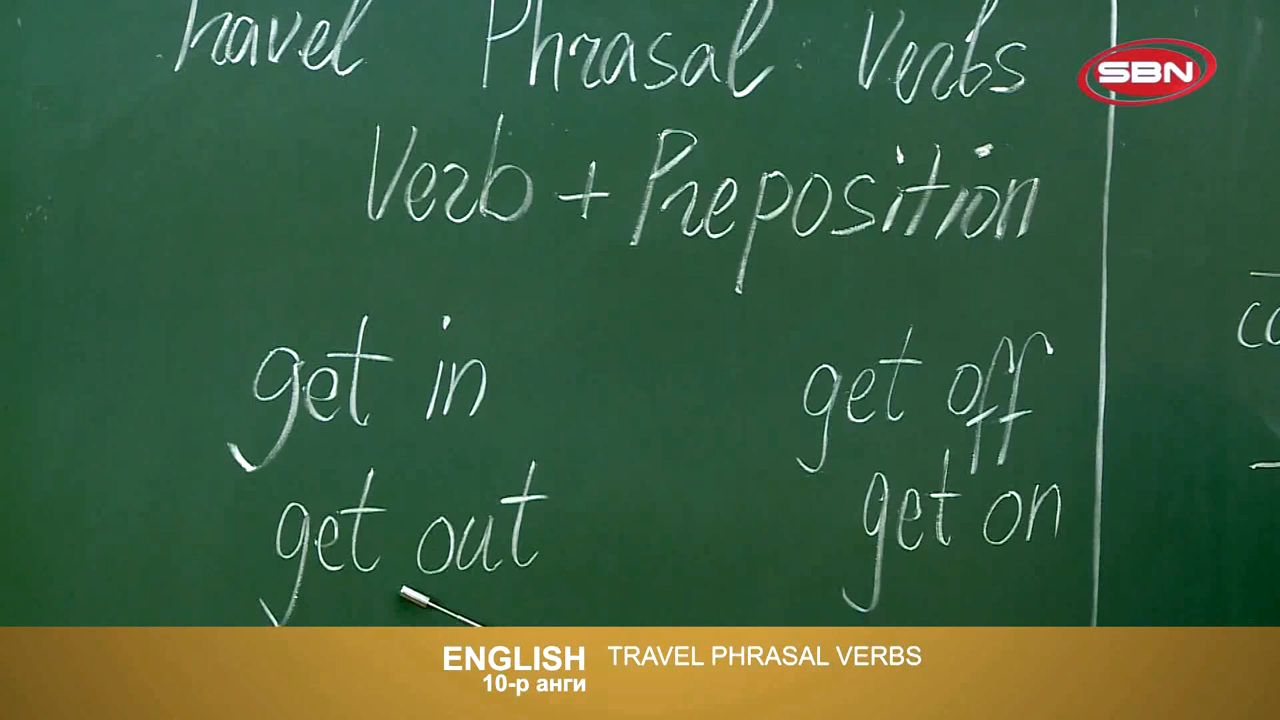 Travel Phrasal Verbs
SBN
Verb + Preposition
get in
get off
get out
get on
ENGLISH TRAVEL PHRASAL VERBS
10-р анги